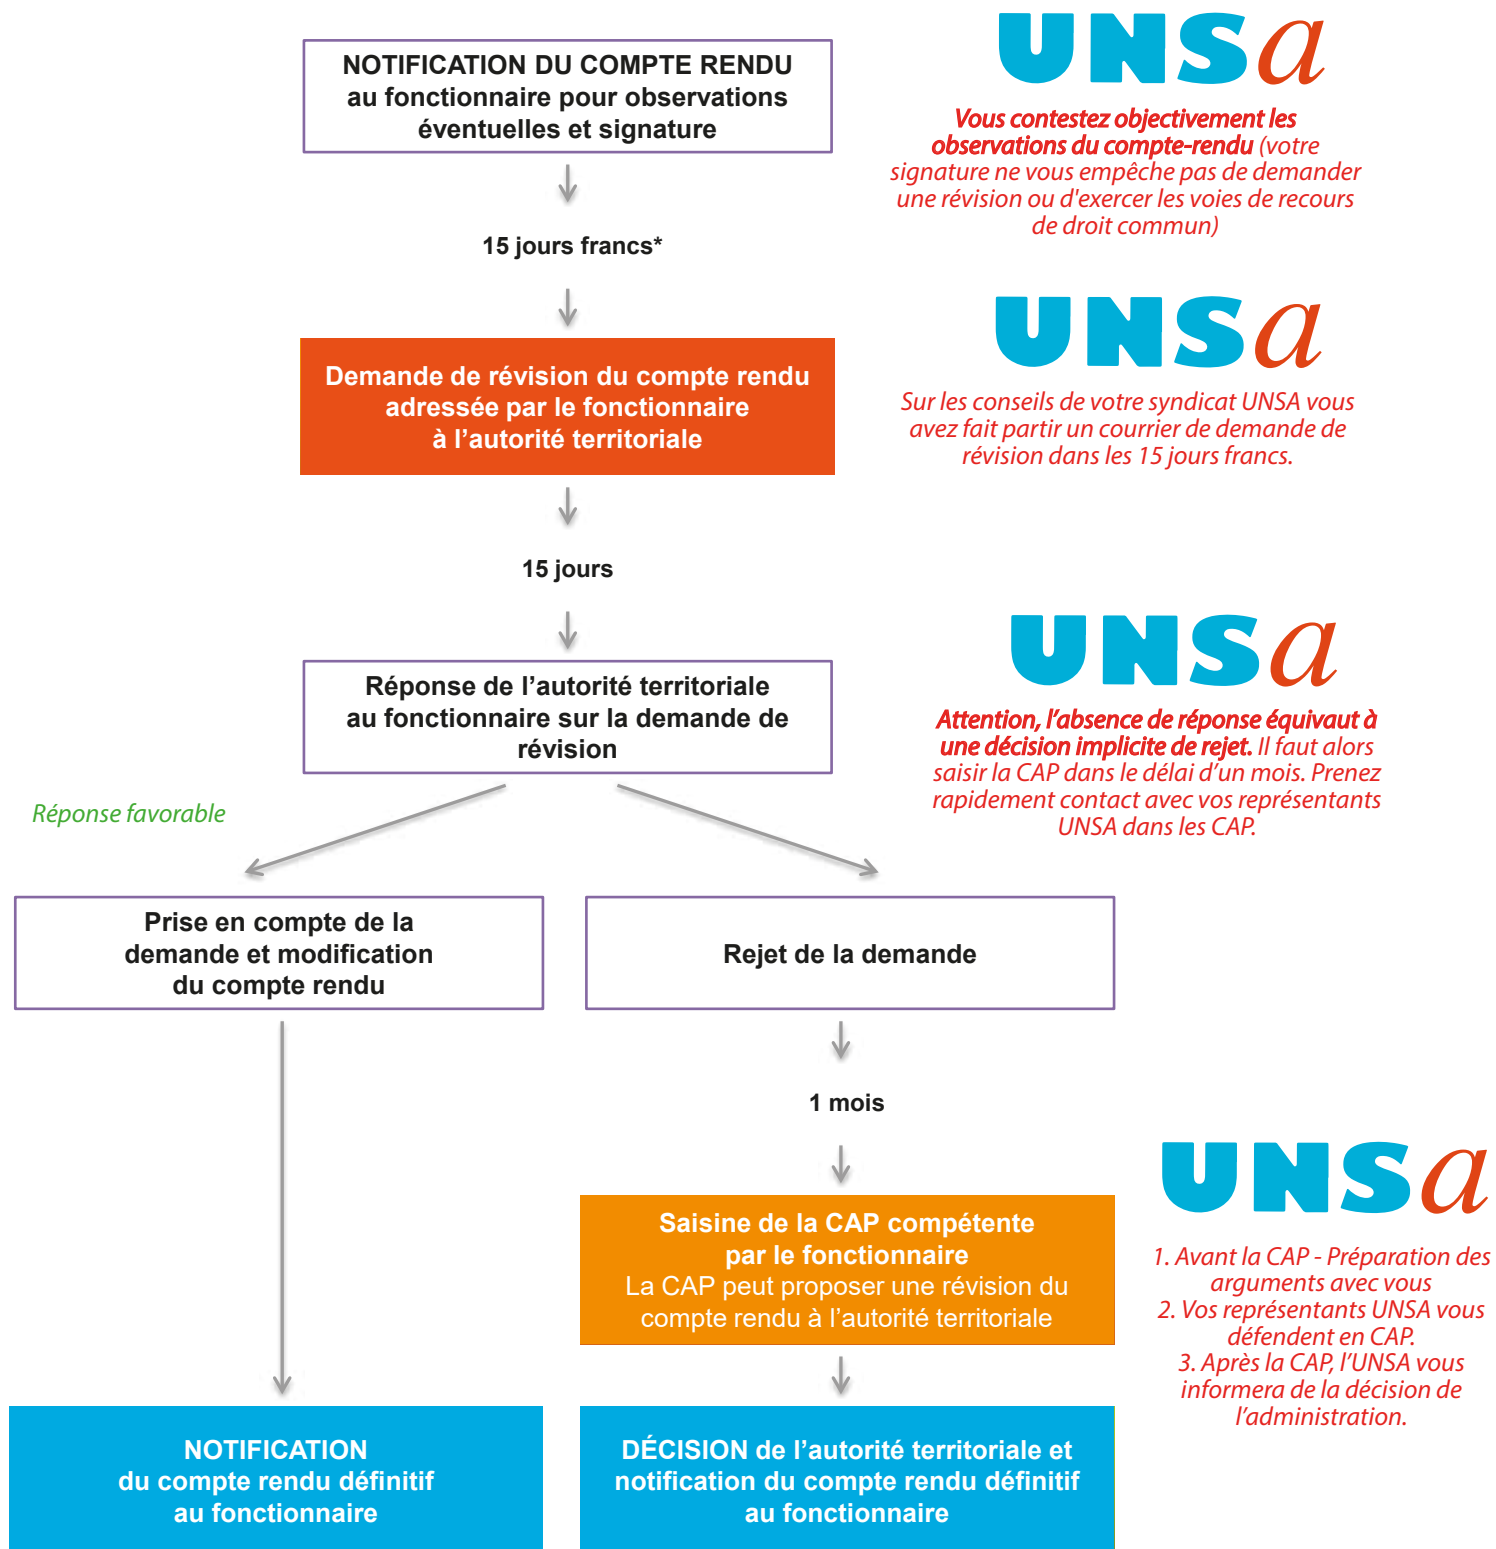 NOTIFICATION DU COMPTE RENDU
au fonctionnaire pour observations
éventuelles et signature
UNSa
Vous contestez objectivement les
observations du compte-rendu (votre
signature ne vous empêche pas de demander
une révision ou d'exercer les voies de recours
de droit commun)
15 jours francs*
Demande de révision du compte rendu
adressée par le fonctionnaire
à l’autorité territoriale
UNSa
Sur les conseils de votre syndicat UNSA vous
avez fait partir un courrier de demande de
révision dans les 15 jours francs.
15 jours
Réponse de l’autorité territoriale
au fonctionnaire sur la demande de
révision
UNSa
Attention, l’absence de réponse équivaut à
une décision implicite de rejet. Il faut alors
saisir la CAP dans le délai d’un mois. Prenez
rapidement contact avec vos représentants
UNSA dans les CAP.
Réponse favorable
Prise en compte de la
demande et modification
du compte rendu
Rejet de la demande
1 mois
Saisine de la CAP compétente
par le fonctionnaire
La CAP peut proposer une révision du
compte rendu à l’autorité territoriale
UNSa
1. Avant la CAP - Préparation des
arguments avec vous
2. Vos représentants UNSA vous
défendent en CAP.
3. Après la CAP, l’UNSA vous
informera de la décision de
l’administration.
NOTIFICATION
du compte rendu définitif
au fonctionnaire
DÉCISION de l’autorité territoriale et
notification du compte rendu définitif
au fonctionnaire